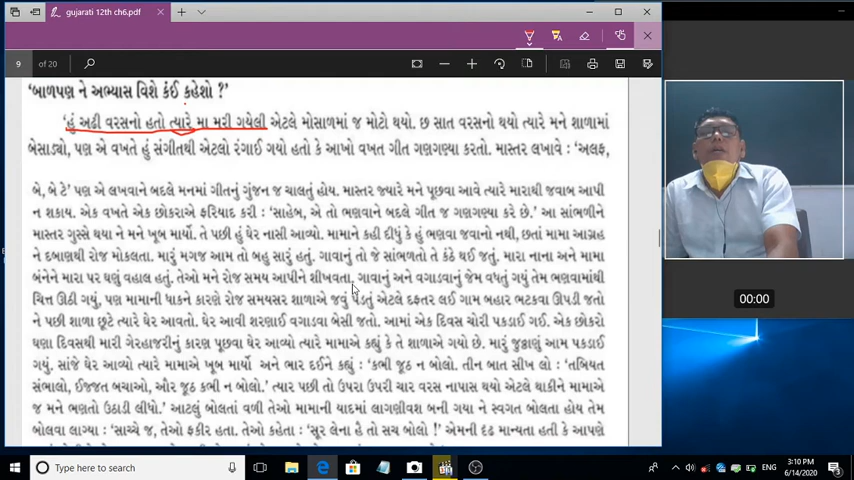 gujarati 12th ch6.pdf
9 of 20
'બાળપણ ને અભ્યાસ વિશે કંઈ કહેશો ?'
'હું અઢી વરસનો હતો ત્યારે મા મરી ગયેલી એટલે મોસાળમાં જ મોટો થયો. છ સાત વરસનો થયો ત્યારે મને શાળામાં
બેસાડ્યો, પણ એ વખતે હું સંગીતથી એટલો રંગાઈ ગયો હતો કે આખો વખત ગીત ગણગણ્યા કરતો. માસ્તર લખાવે : 'અલફ,
બે, બે ટે' પણ એ લખવાને બદલે મનમાં ગીતનું ગુંજન જ ચાલતું હોય. માસ્તર જ્યારે મને પૂછવા આવે ત્યારે મારાથી જવાબ આપી
ન શકાય. એક વખતે એક છોકરાએ ફરિયાદ કરી : 'સાહેબ, એ તો ભણવાને બદલે ગીત જ ગણગણ્યા કરે છે.' આ સાંભળીને
માસ્તર ગુસ્સે થયા ને મને ખૂબ માર્યો. તે પછી હું ઘેર નાસી આવ્યો. મામાને કહી દીધું કે હું ભણવા જવાનો નથી, છતાં મામા આગ્રહ
ને દબાણથી રોજ મોકલતા. મારું મગજ આમ તો બહુ સારું હતું. ગાવાનું તો જે સાંભળતો તે કંઠે થઈ જતું. મારા નાના અને મામા
બંનેને મારા પર ઘણું વહાલ હતું. તેઓ મને રોજ સમય આપીને શીખવતા. ગાવાનું અને વગાડવાનું જેમ વધતું ગયું તેમ ભણવામાંથી
ચિત્ત ઊઠી ગયું, પણ મામાની ધાકને કારણે રોજ સમયસર શાળાએ જવું પડતું એટલે દફતર લઈ ગામ બહાર ભટકવા ઊપડી જતો
ને પછી શાળા છૂટે ત્યારે ઘેર આવતો. ઘેર આવી શરણાઈ વગાડવા બેસી જતો. આમાં એક દિવસ ચોરી પકડાઈ ગઈ. એક છોકરો
ઘણા દિવસથી મારી ગેરહાજરીનું કારણ પૂછવા ઘેર આવ્યો ત્યારે મામાએ કહ્યું કે તે શાળાએ ગયો છે. મારું જુઠ્ઠાણું આમ પકડાઈ
ગયું. સાંજે ઘેર આવ્યો ત્યારે મામાએ ખૂબ માર્યો અને ભાર દઈને કહ્યું : 'કભી જૂઠ ન બોલો. તીન બાત સીખ લો : 'તબિયત
સંભાલો, ઈજ્જત બચાઓ, ઔર જૂઠ કભી ન બોલો.' ત્યાર પછી તો ઉપરા ઉપરી ચાર વરસ નાપાસ થયો એટલે થાકીને મામાએ
જ મને ભણતો ઉઠાડી લીધો.' આટલું બોલતાં વળી તેઓ મામાની યાદમાં લાગણીવશ બની ગયા ને સ્વગત બોલતા હોય તેમ
બોલવા લાગ્યા : 'સાચ્ચે જ, તેઓ ફકીર હતા. તેઓ કહેતા : 'સૂર લેના હૈ તો સચ બોલો !' એમની દૃઢ માન્યતા હતી કે આપણે
00:00
Type here to search
ENG
3:10 PM
6/14/2020
3